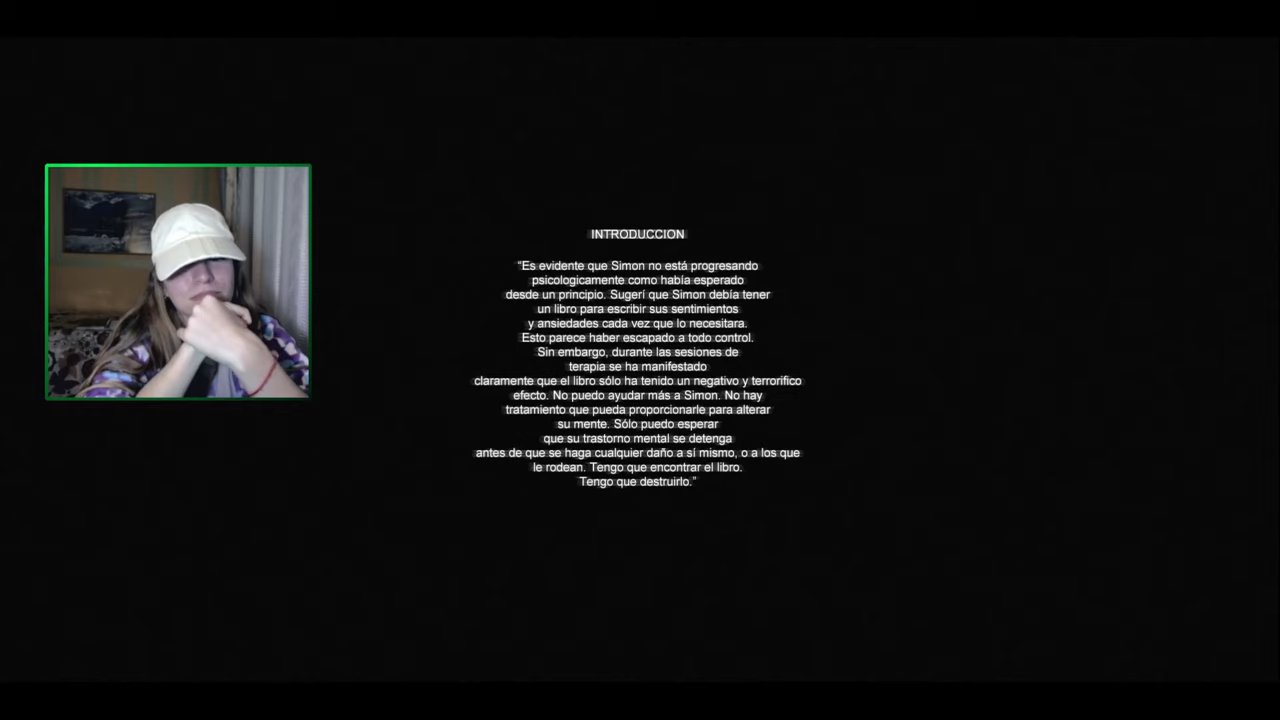 INTRODUCCION
“Es evidente que Simon no está progresando
psicologicamente como había esperado
desde un principio. Sugerí que Simon debía tener
un libro para escribir sus sentimientos
y ansiedades cada vez que lo necesitara.
Esto parece haber escapado a todo control.
Sin embargo, durante las sesiones de
terapia se ha manifestado
claramente que el libro sólo ha tenido un negativo y terrorifico
efecto. No puedo ayudar más a Simon. No hay
tratamiento que pueda proporcionarle para alterar
su mente. Sólo puedo esperar
que su trastorno mental se detenga
antes de que se haga cualquier daño a sí mismo, o a los que
le rodean. Tengo que encontrar el libro.
Tengo que destruirlo.”